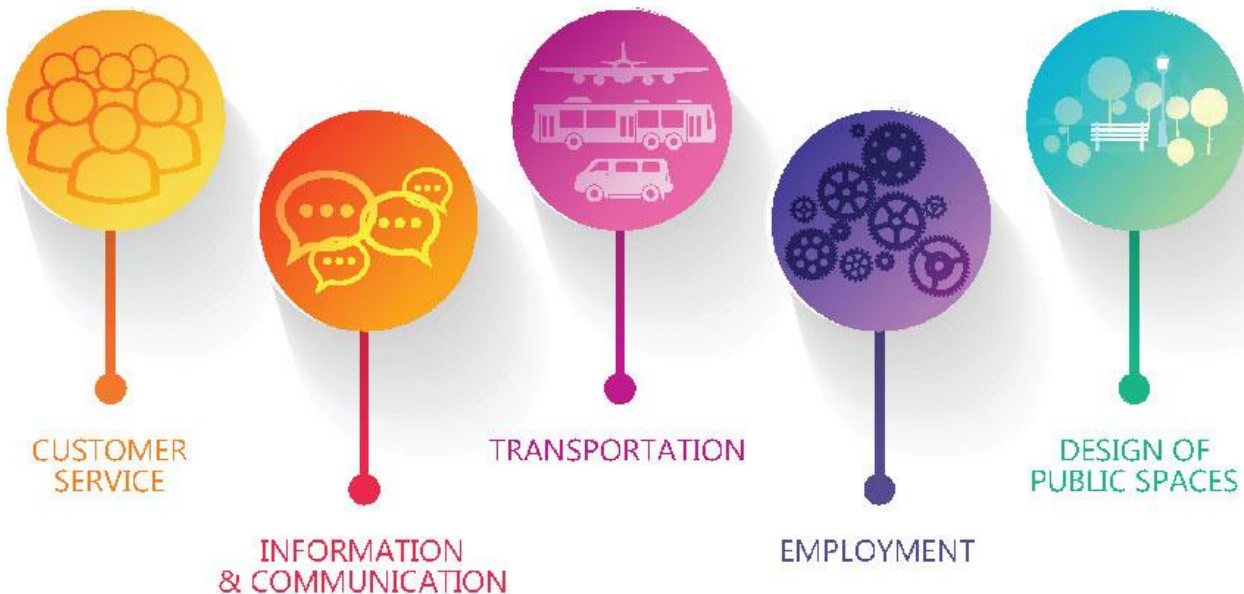 CUSTOMER
SERVICE
INFORMATION
& COMMUNICATION
TRANSPORTATION
EMPLOYMENT
DESIGN OF
PUBLIC SPACES